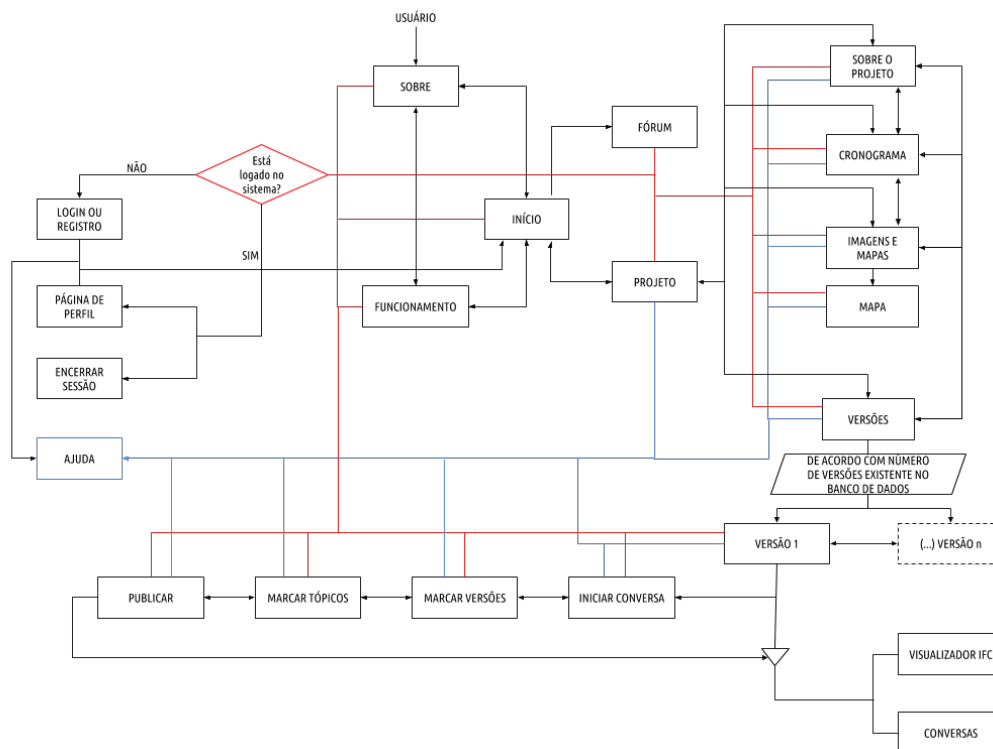 USUÁRIO
SOBRE
SOBRE O
PROJETO
FÓRUM
CRONOGRAMA
NÃO
Está
logado no
sistema?
LOGIN OU
REGISTRO
INÍCIO
IMAGENS E
MAPAS
SIM
PÁGINA DE
PERFIL
FUNCIONAMENTO
PROJETO
MAPA
ENCERRAR
SESSÃO
VERSÕES
AJUDA
DE ACORDO COM NÚMERO
DE VERSÕES EXISTENTE NO
BANCO DE DADOS
VERSÃO 1
(...) VERSÃO n
PUBLICAR
MARCAR TÓPICOS
MARCAR VERSÕES
INICIAR CONVERSA
VISUALIZADOR IFC
CONVERSAS